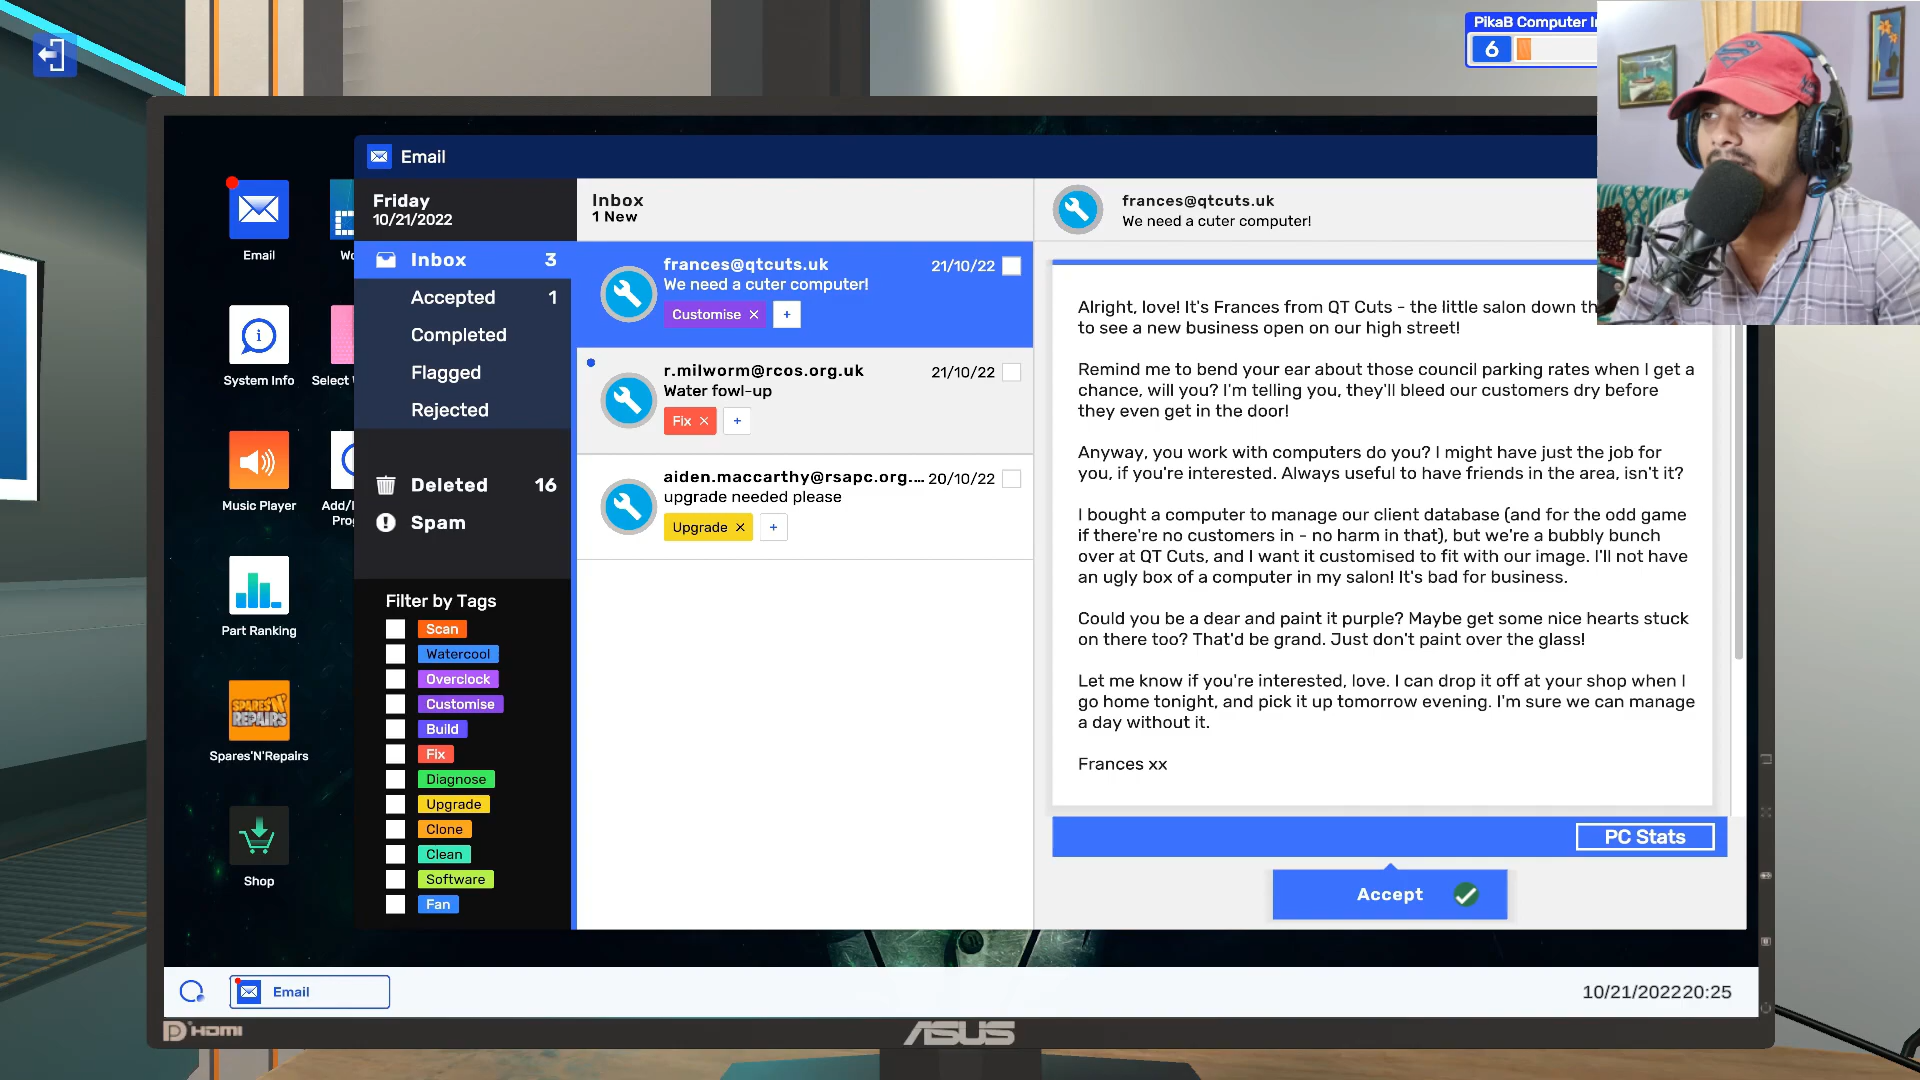 PikaB Computer
6
Email
Friday
10/21/2022
Inbox
1 New
frances@qtcuts.uk
We need a cuter computer!
Inbox 3
Accepted 1
Completed
Flagged
Rejected
Deleted 16
Spam
Filter by Tags
Scan
Watercool
Overclock
Customise
Build
Fix
Diagnose
Upgrade
Clone
Clean
Software
Fan
frances@qtcuts.uk 21/10/22
We need a cuter computer!
Customise × +
r.milworm@rcos.org.uk 21/10/22
Water fowl-up
Fix × +
aiden.maccarthy@rsapc.org.... 20/10/22
upgrade needed please
Upgrade × +
Alright, love! It's Frances from QT Cuts - the little salon down
to see a new business open on our high street!
Remind me to bend your ear about those council parking rates when I get a
chance, will you? I'm telling you, they'll bleed our customers dry before
they even get in the door!
Anyway, you work with computers do you? I might have just the job for
you, if you're interested. Always useful to have friends in the area, isn't it?
I bought a computer to manage our client database (and for the odd game
if there're no customers in - no harm in that), but we're a bubbly bunch
over at QT Cuts, and I want it customised to fit with our image. I'll not have
an ugly box of a computer in my salon! It's bad for business.
Could you be a dear and paint it purple? Maybe get some nice hearts stuck
on there too? That'd be grand. Just don't paint over the glass!
Let me know if you're interested, love. I can drop it off at your shop when I
go home tonight, and pick it up tomorrow evening. I'm sure we can manage
a day without it.
Frances xx
PC Stats
Accept
Email
System Info
Select
Music Player
Part Ranking
SPARES'N'
REPAIRS
Spares'N'Repairs
Shop
Email
10/21/202220:25
HDMI
ASUS